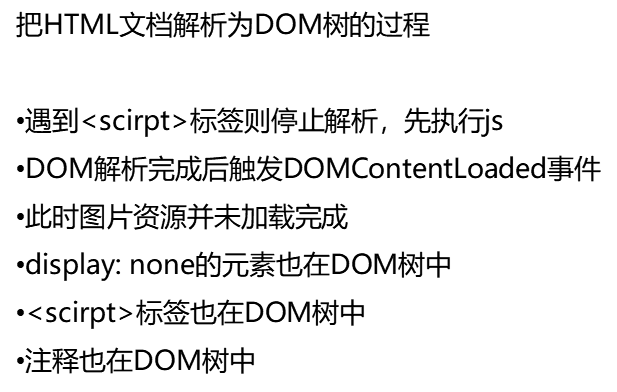 把HTML文档解析为DOM树的过程
•遇到<scirpt>标签则停止解析，先执行js
•DOM解析完成后触发DOMContentLoaded事件
•此时图片资源并未加载完成
•display: none的元素也在DOM树中
•<scirpt>标签也在DOM树中
•注释也在DOM树中